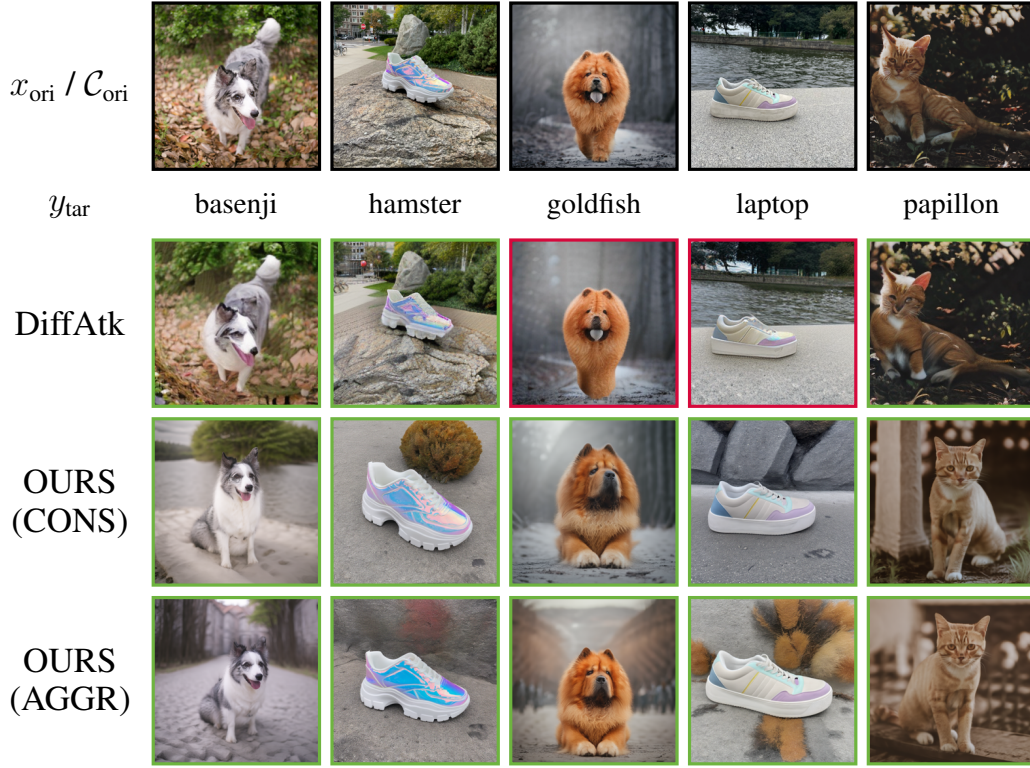 x_ori / C_ori
y_tar basenji hamster goldfish laptop papillon
DiffAtk
OURS
(CONS)
OURS
(AGGR)